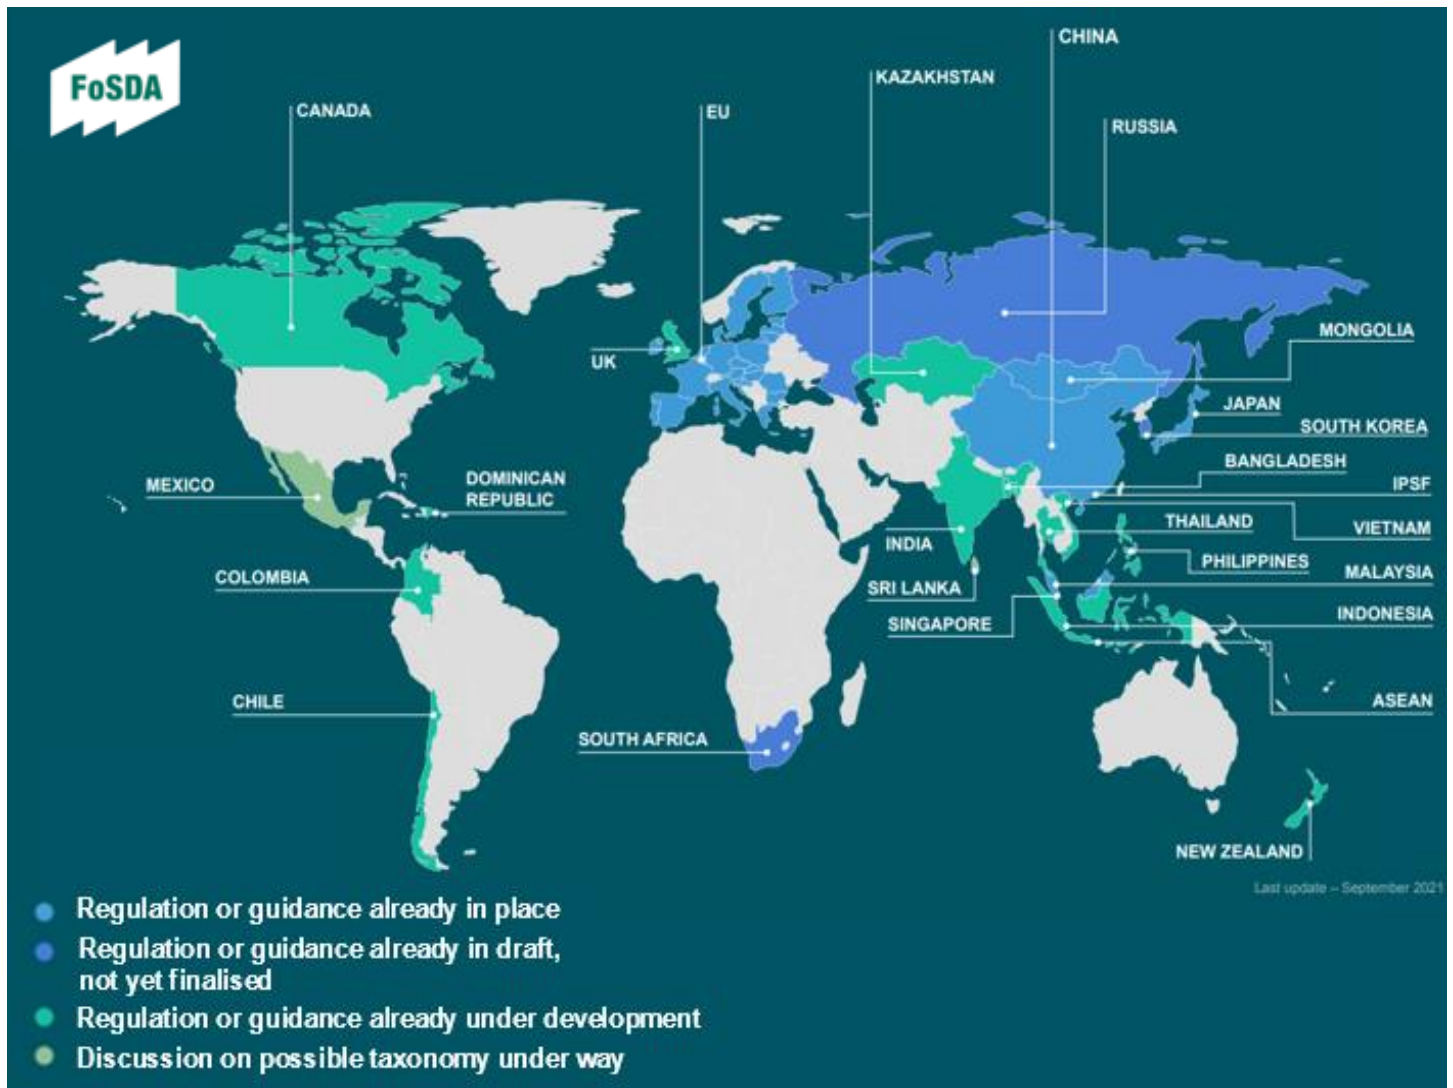 FoSDA
CHINA
KAZAKHSTAN
CANADA
EU
RUSSIA
MONGOLIA
UK
JAPAN
SOUTH KOREA
BANGLADESH
DOMINICAN
REPUBLIC
MEXICO
IPSF
THAILAND
VIETNAM
INDIA
PHILIPPINES
MALAYSIA
COLOMBIA
SRI LANKA
SINGAPORE
INDONESIA
CHILE
ASEAN
SOUTH AFRICA
NEW ZEALAND
Last update – September 2021
Regulation or guidance already in place
Regulation or guidance already in draft,
not yet finalised
Regulation or guidance already under development
Discussion on possible taxonomy under way